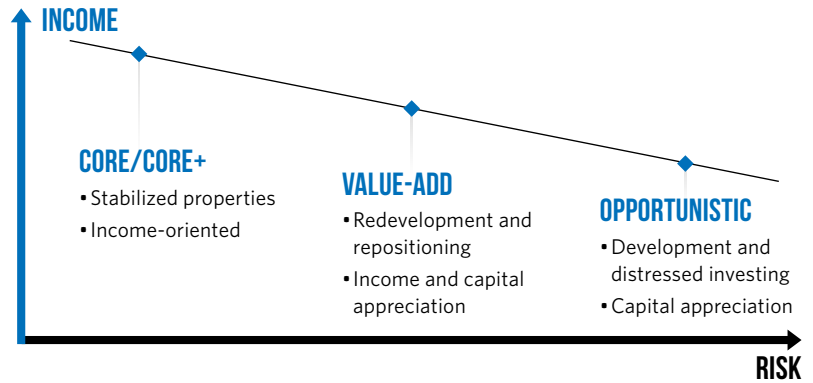 INCOME
CORE/CORE+
• Stabilized properties
• Income-oriented
VALUE-ADD
• Redevelopment and
repositioning
• Income and capital
appreciation
OPPORTUNISTIC
• Development and
distressed investing
• Capital appreciation
RISK